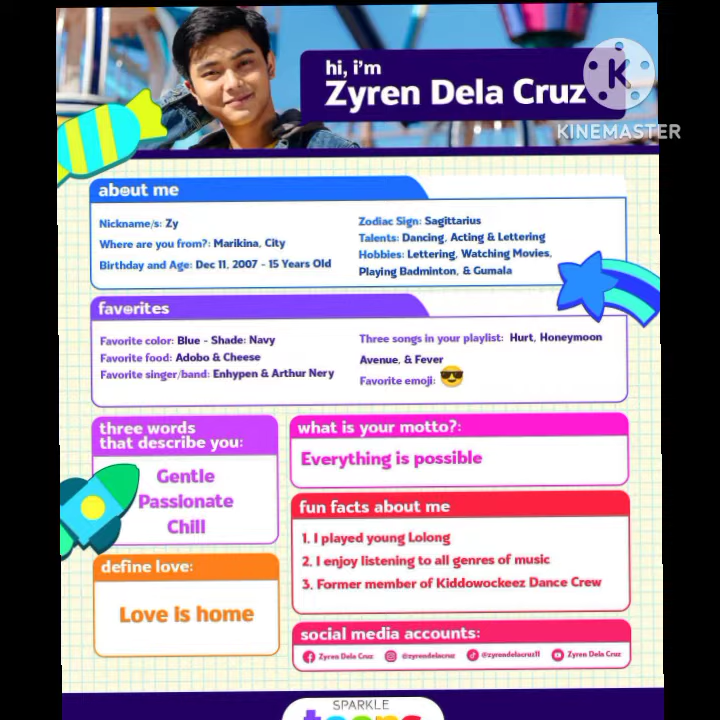 hi, i'm
Zyren Dela Cruz
K
KINEMASTER
about me
Nickname/s: Zy
Where are you from?: Marikina, City
Birthday and Age: Dec 11, 2007 - 15 Years Old
Zodiac Sign: Sagittarius
Talents: Dancing, Acting & Lettering
Hobbies: Lettering, Watching Movies,
Playing Badminton, & Gumala
favorites
Favorite color: Blue - Shade: Navy
Favorite food: Adobo & Cheese
Favorite singer/band: Enhypen & Arthur Nery
Three songs in your playlist: Hurt, Honeymoon
Avenue, & Fever
Favorite emoji: 😎
three words
that describe you:
Gentle
Passionate
Chill
define love:
Love is home
what is your motto?:
Everything is possible
fun facts about me
1. I played young Lolong
2. I enjoy listening to all genres of music
3. Former member of Kiddowockeez Dance Crew
social media accounts:
Zyren Dela Cruz @zyrendelacruz @zyrendelacruz11 Zyren Dela Cruz
SPARKLE
teens